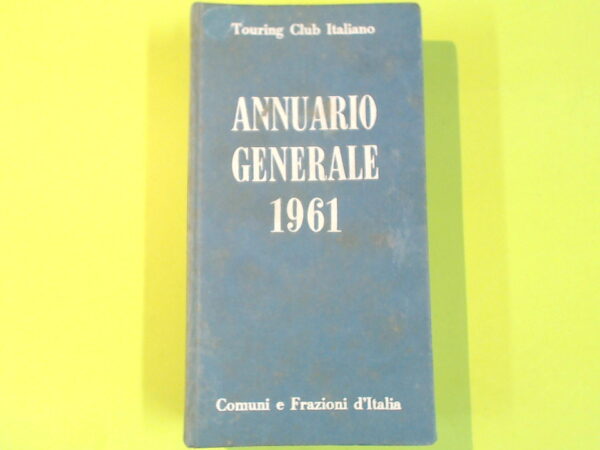 Touring Club Italiano
ANNUARIO
GENERALE
1961
Comuni e Frazioni d'Italia